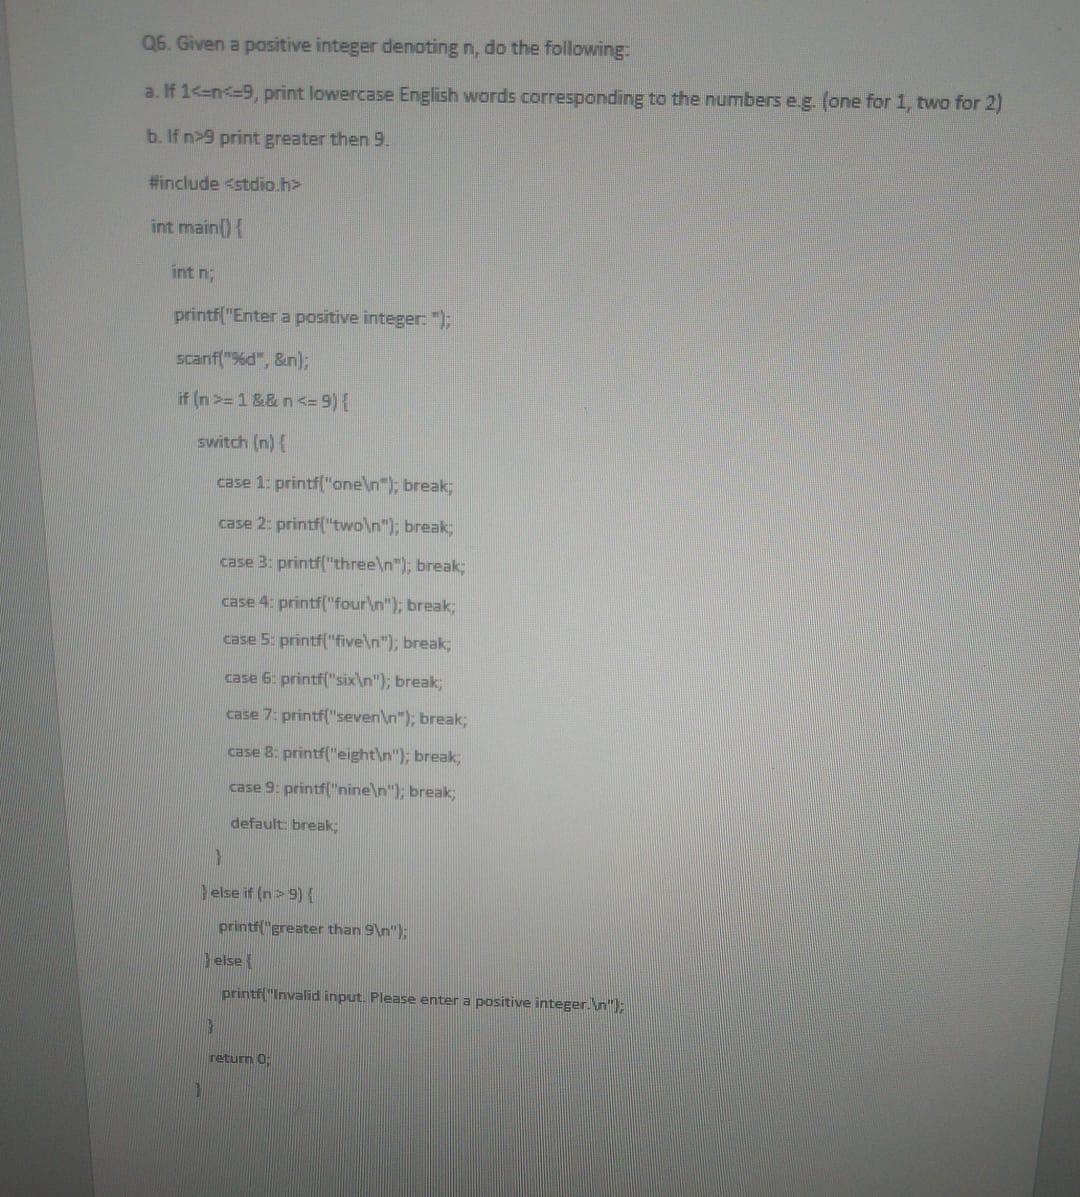 Q6. Given a positive integer denoting n, do the following:
a. If 1<=n<=9, print lowercase English words corresponding to the numbers e.g. (one for 1, two for 2)
b. If n>9 print greater then 9.
#include <stdio.h>
int main() {
int n;
printf("Enter a positive integer: ");
scanf("%d", &n);
if (n >= 1 && n <= 9) {
switch (n) {
case 1: printf("one\n"); break;
case 2: printf("two\n"); break;
case 3: printf("three\n"); break;
case 4: printf("four\n"); break;
case 5: printf("five\n"); break;
case 6: printf("six\n"); break;
case 7: printf("seven\n"); break;
case 8: printf("eight\n"); break;
case 9: printf("nine\n"); break;
default: break;
}
} else if (n > 9) {
printf("greater than 9\n");
} else {
printf("Invalid input. Please enter a positive integer.\n");
}
return 0;
}